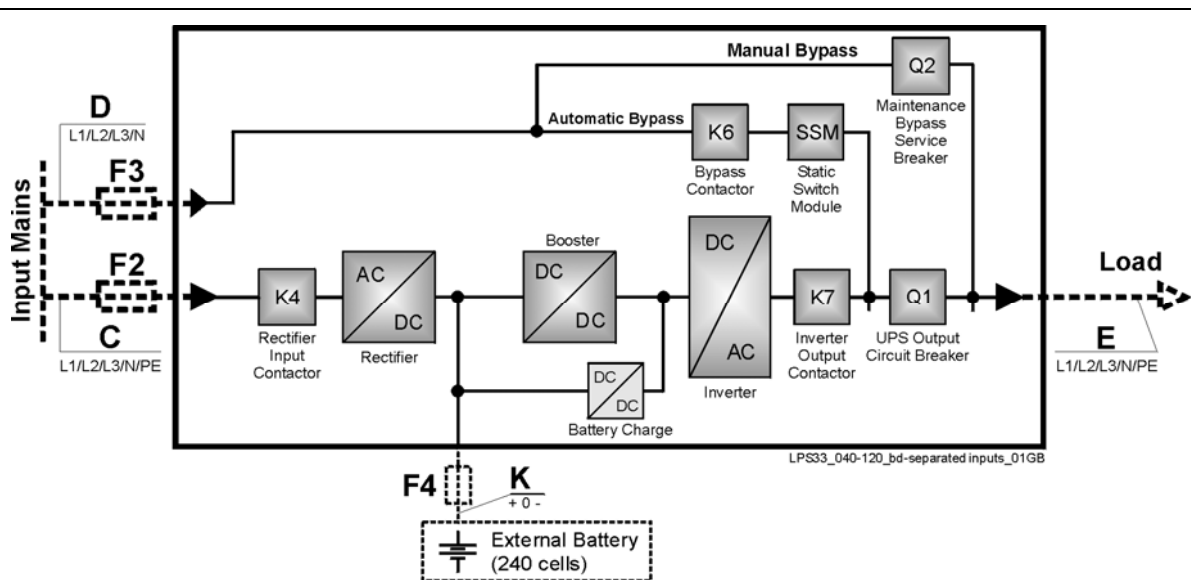 Manual Bypass
Q2
Maintenance
Bypass
Service
Breaker
D
L1/L2/L3/N
F3
Automatic Bypass
K6
Bypass
Contactor
SSM
Static
Switch
Module
Input Mains
F2
C
L1/L2/L3/N/PE
K4
Rectifier
Input
Contactor
AC
DC
Rectifier
Booster
DC
DC
DC
DC
Battery Charge
DC
AC
Inverter
K7
Inverter
Output
Contactor
Q1
UPS Output
Circuit Breaker
Load
E
L1/L2/L3/N/PE
LPS33_040-120_bd-separated inputs_01GB
F4
K
+ 0 -
External Battery
(240 cells)